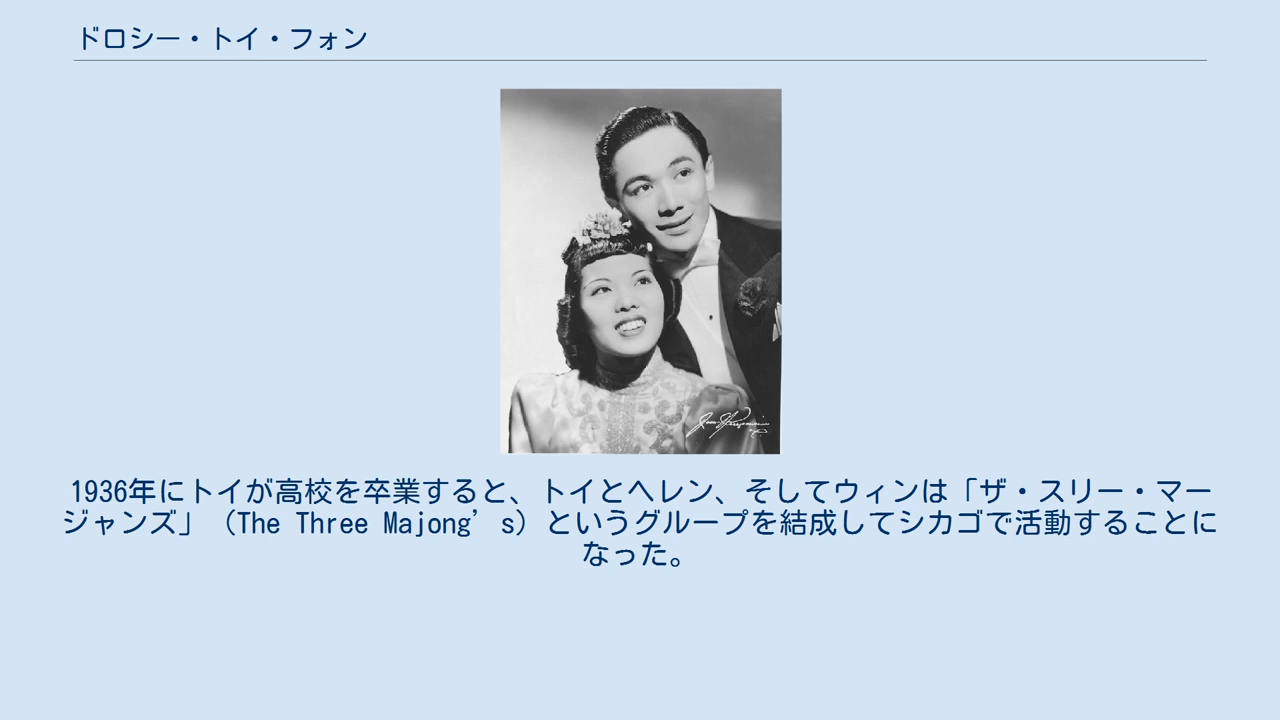 ドロシー・トイ・フォン
1936年にトイが高校を卒業すると、トイとヘレン、そしてウィンは「ザ・スリー・マー
ジャンズ」（The Three Majong’s）というグループを結成してシカゴで活動することに
なった。